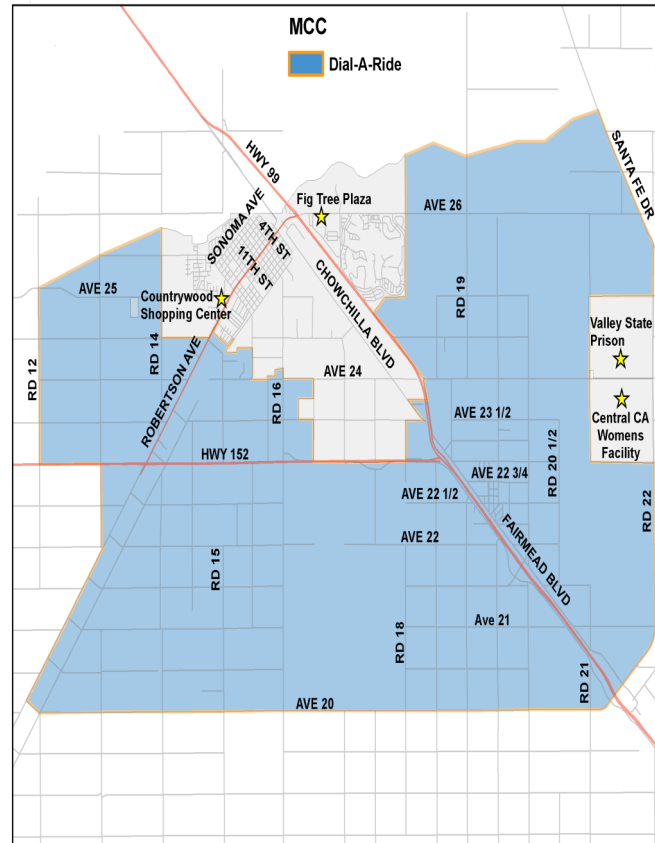 MCC
Dial-A-Ride
HWY 99
SANTA FE DR
Fig Tree Plaza
AVE 26
SONOMA AVE
4TH ST
11TH ST
CHOWCHILLA BLVD
RD 19
AVE 25
Countrywood
Shopping Center
Valley State
Prison
RD 12
RD 14
ROBERTSON AVE
AVE 24
RD 16
AVE 23 1/2
Central CA
Womens
Facility
RD 20 1/2
HWY 152
AVE 22 3/4
AVE 22 1/2
RD 22
AVE 22
FAIRMEAD BLVD
RD 15
Ave 21
RD 18
RD 21
AVE 20